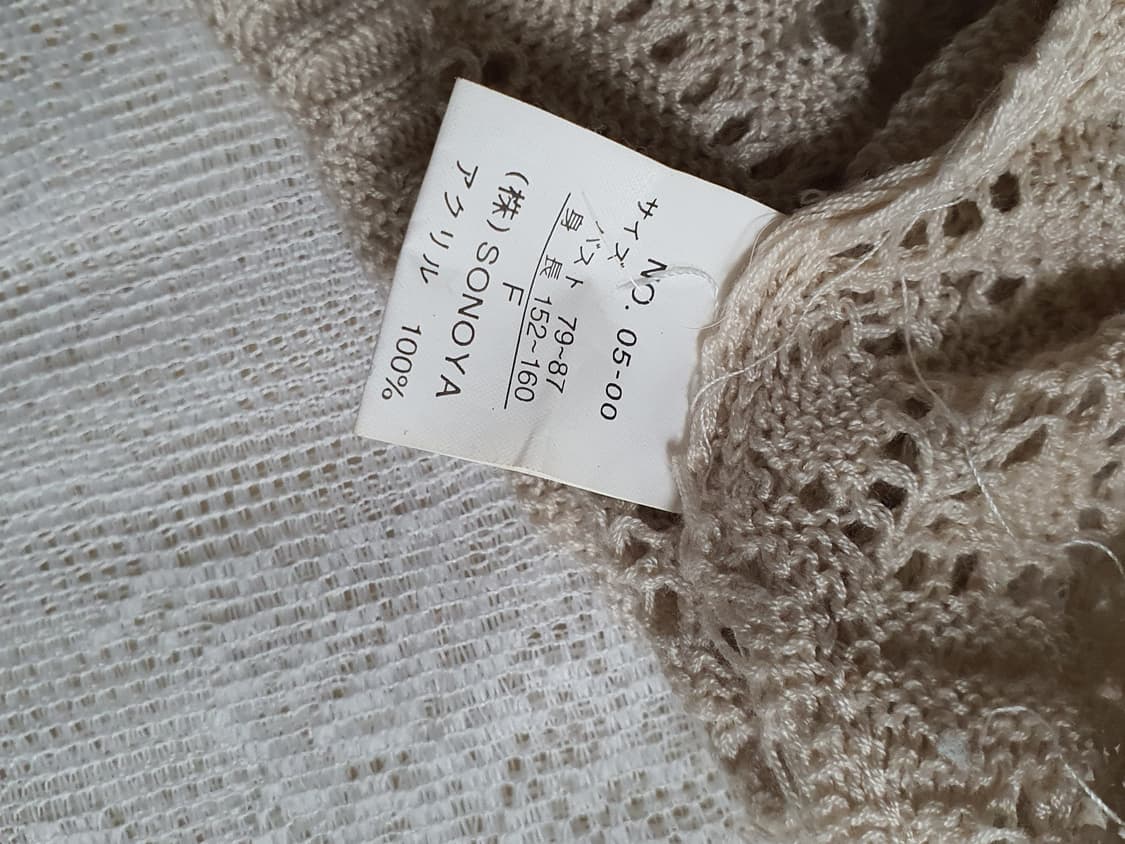 NO. 05-00
サイズ
バスト 79~87
身 長 152~160
F
(株) SONOYA
アクリル 100%